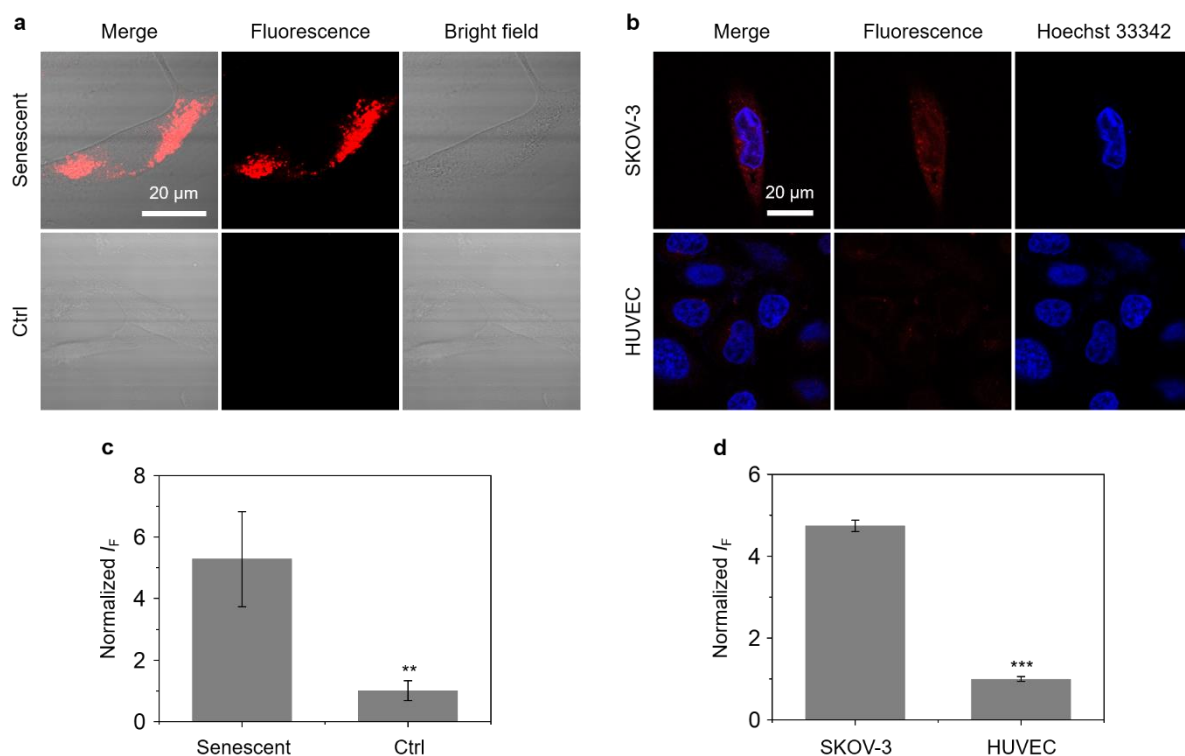 a
Merge Fluorescence Bright field
Senescent
20 µm
Ctrl
b
Merge Fluorescence Hoechst 33342
SKOV-3
20 µm
HUVEC
c
8
6
4
2
0
Normalized IF
**
Senescent Ctrl
d
6
4
2
0
Normalized IF
***
SKOV-3 HUVEC